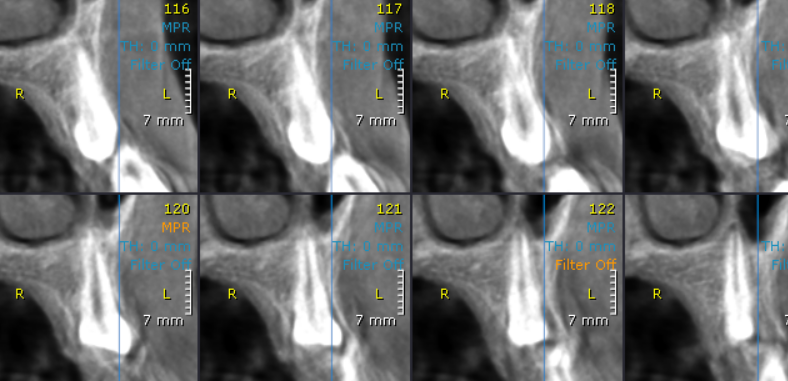 116
MPR
TH: 0 mm
Filter Off
R
L
7 mm
117
MPR
TH: 0 mm
Filter Off
R
L
7 mm
118
MPR
TH: 0 mm
Filter Off
R
L
7 mm
R
120
MPR
TH: 0 mm
Filter Off
R
L
7 mm
121
MPR
TH: 0 mm
Filter Off
R
L
7 mm
122
MPR
TH: 0 mm
Filter Off
R
L
7 mm
R